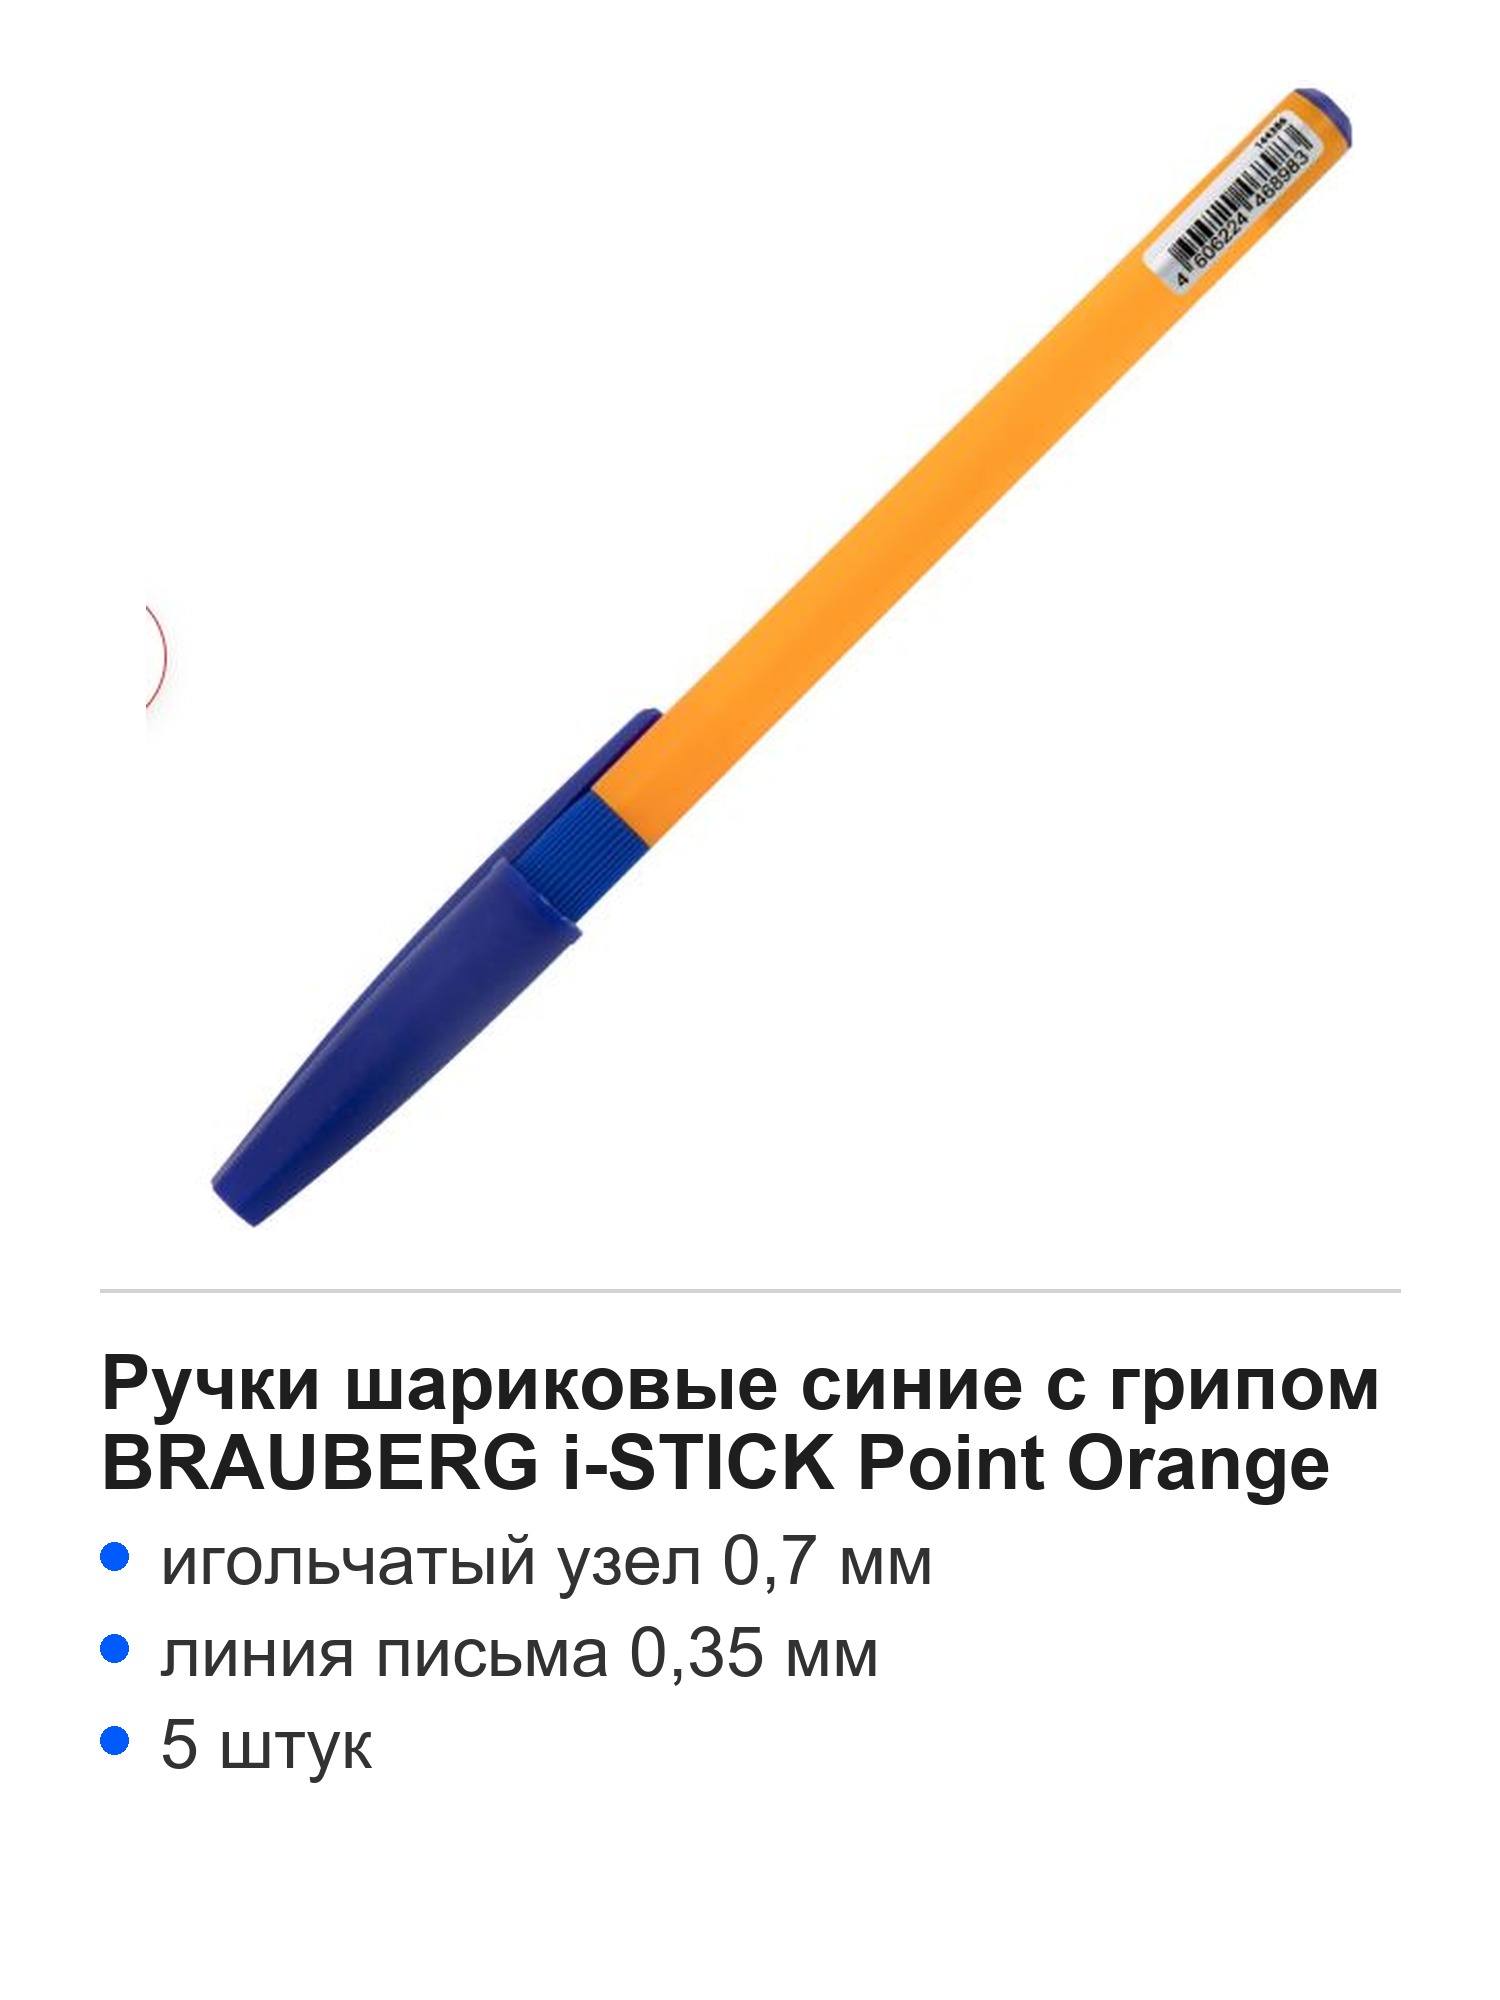 144386
4 606224 468983
Ручки шариковые синие с грипом
BRAUBERG i-STICK Point Orange
игольчатый узел 0,7 мм
линия письма 0,35 мм
5 штук